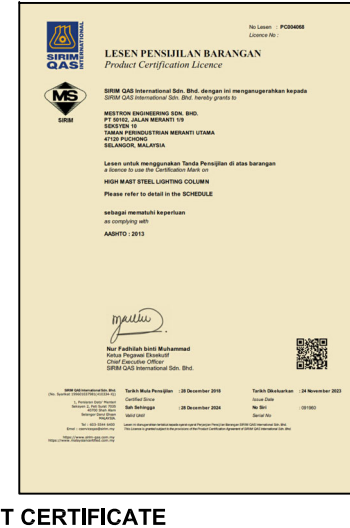 SIRIM
QAS
INTERNATIONAL
No Lesen : PC004068
Licence No :
LESEN PENSIJILAN BARANGAN
Product Certification Licence
MS
SIRIM
SIRIM QAS International Sdn. Bhd. dengan ini menganugerahkan kepada
SIRIM QAS International Sdn. Bhd. hereby grants to
MESTRON ENGINEERING SDN. BHD.
PT 50102, JALAN MERANTI 1/9
SEKSYEN 10
TAMAN PERINDUSTRIAN MERANTI UTAMA
47120 PUCHONG
SELANGOR, MALAYSIA
Lesen untuk menggunakan Tanda Pensijilan di atas barangan
a licence to use the Certification Mark on
HIGH MAST STEEL LIGHTING COLUMN
Please refer to detail in the SCHEDULE
sebagai mematuhi keperluan
as complying with
AASHTO : 2013
Nur Fadhilah binti Muhammad
Ketua Pegawai Eksekutif
Chief Executive Officer
SIRIM QAS International Sdn. Bhd.
SIRIM QAS International Sdn. Bhd.
MALAYSIA.
Tarikh Mula Pensijilan : 28 December 2018
Certified Since
Sah Sehingga : 28 December 2024
Valid Until
Tarikh Dikeluarkan : 24 November 2023
Issue Date
No Siri : 091960
Serial No
T CERTIFICATE